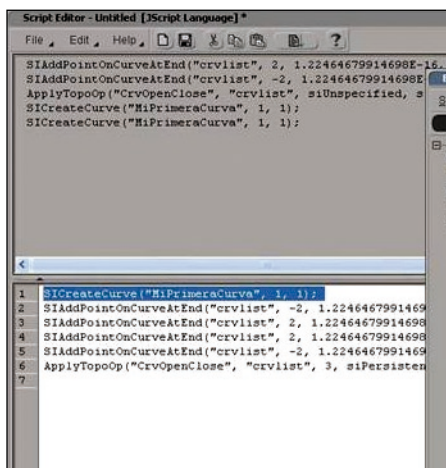 Script Editor - Untitled [JScript Language] *
File Edit Help ?
SIAddPointOnCurveAtEnd("crvlist", 2, 1.22464679914698E-16,
SIAddPointOnCurveAtEnd("crvlist", -2, 1.22464679914698E-
ApplyTopoOp("CrvOpenClose", "crvlist", siUnspecified, s
SICreateCurve("MiPrimeraCurva", 1, 1);
SICreateCurve("MiPrimeraCurva", 1, 1);
1 SICreateCurve("MiPrimeraCurva", 1, 1);
2 SIAddPointOnCurveAtEnd("crvlist", -2, 1.2246467991469
3 SIAddPointOnCurveAtEnd("crvlist", 2, 1.22464679914698
4 SIAddPointOnCurveAtEnd("crvlist", 2, 1.22464679914698
5 SIAddPointOnCurveAtEnd("crvlist", -2, 1.2246467991469
6 ApplyTopoOp("CrvOpenClose", "crvlist", 3, siPersisten
7